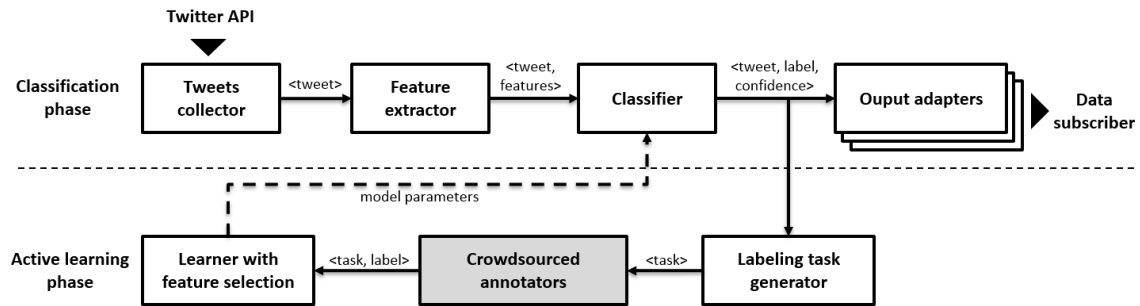 Twitter API
Classification
phase
Tweets
collector
<tweet>
Feature
extractor
<tweet,
features>
Classifier
<tweet, label,
confidence>
Ouput adapters
Data
subscriber
model parameters
Active learning
phase
Learner with
feature selection
<task, label>
Crowdsourced
annotators
<task>
Labeling task
generator